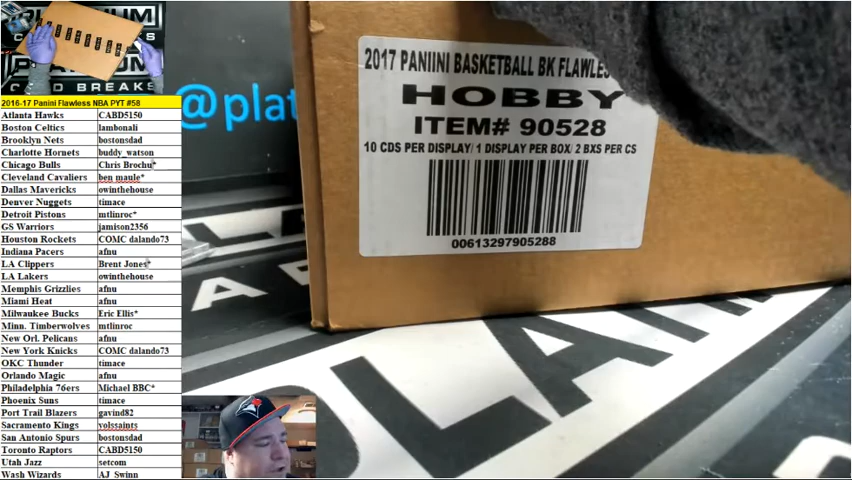 2016-17 Panini Flawless NBA PYT #58
Atlanta Hawks CABD5150
Boston Celtics lambonali
Brooklyn Nets bostonsdad
Charlotte Hornets buddy_watson
Chicago Bulls Chris Brochu*
Cleveland Cavaliers ben maule*
Dallas Mavericks owinthehouse
Denver Nuggets timace
Detroit Pistons mtlinroc*
GS Warriors jamison2356
Houston Rockets COMC dalando73
Indiana Pacers afnu
LA Clippers Brent Jones*
LA Lakers owinthehouse
Memphis Grizzlies afnu
Miami Heat afnu
Milwaukee Bucks Eric Ellis*
Minn. Timberwolves mtlinroc
New Orl. Pelicans afnu
New York Knicks COMC dalando73
OKC Thunder timace
Orlando Magic afnu
Philadelphia 76ers Michael BBC*
Phoenix Suns timace
Port Trail Blazers gavind82
Sacramento Kings volssaints
San Antonio Spurs bostonsdad
Toronto Raptors CABD5150
Utah Jazz setcom
Wash Wizards AJ_Swinn
@plat
2017 PANIINI BASKETBALL BK FLAWLES
HOBBY
ITEM# 90528
10 CDS PER DISPLAY/ 1 DISPLAY PER BOX/ 2 BXS PER CS
00613297905288